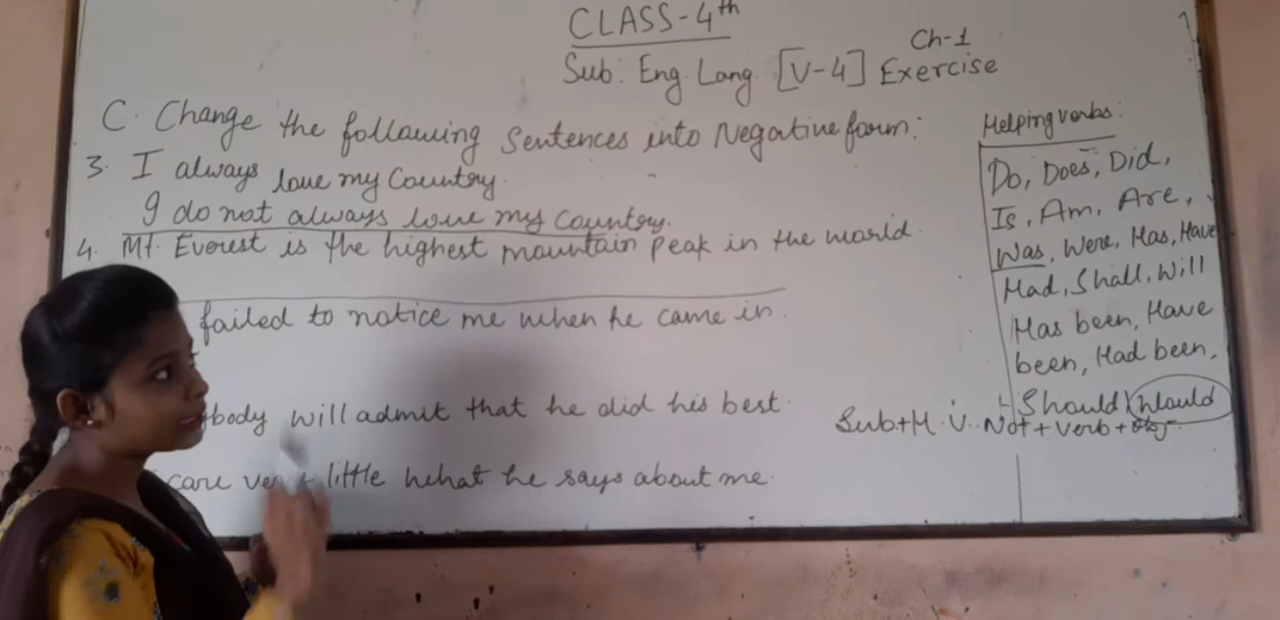 CLASS-4th
Sub: Eng. Lang. [V-4] Ch-1 Exercise
C. Change the following Sentences into Negative form:
3. I always love my Country.
I do not always love my Country.
4. Mt. Everest is the highest mountain peak in the world.
failed to notice me when he came in.
body will admit that he did his best.
care little what he says about me.
Helping verbs:
Do, Does, Did,
Is, Am, Are,
Was, Were, Has, Have
Had, Shall, Will
Has been, Have
been, Had been,
Should, Would
Sub+H.V..Not+verb+obj